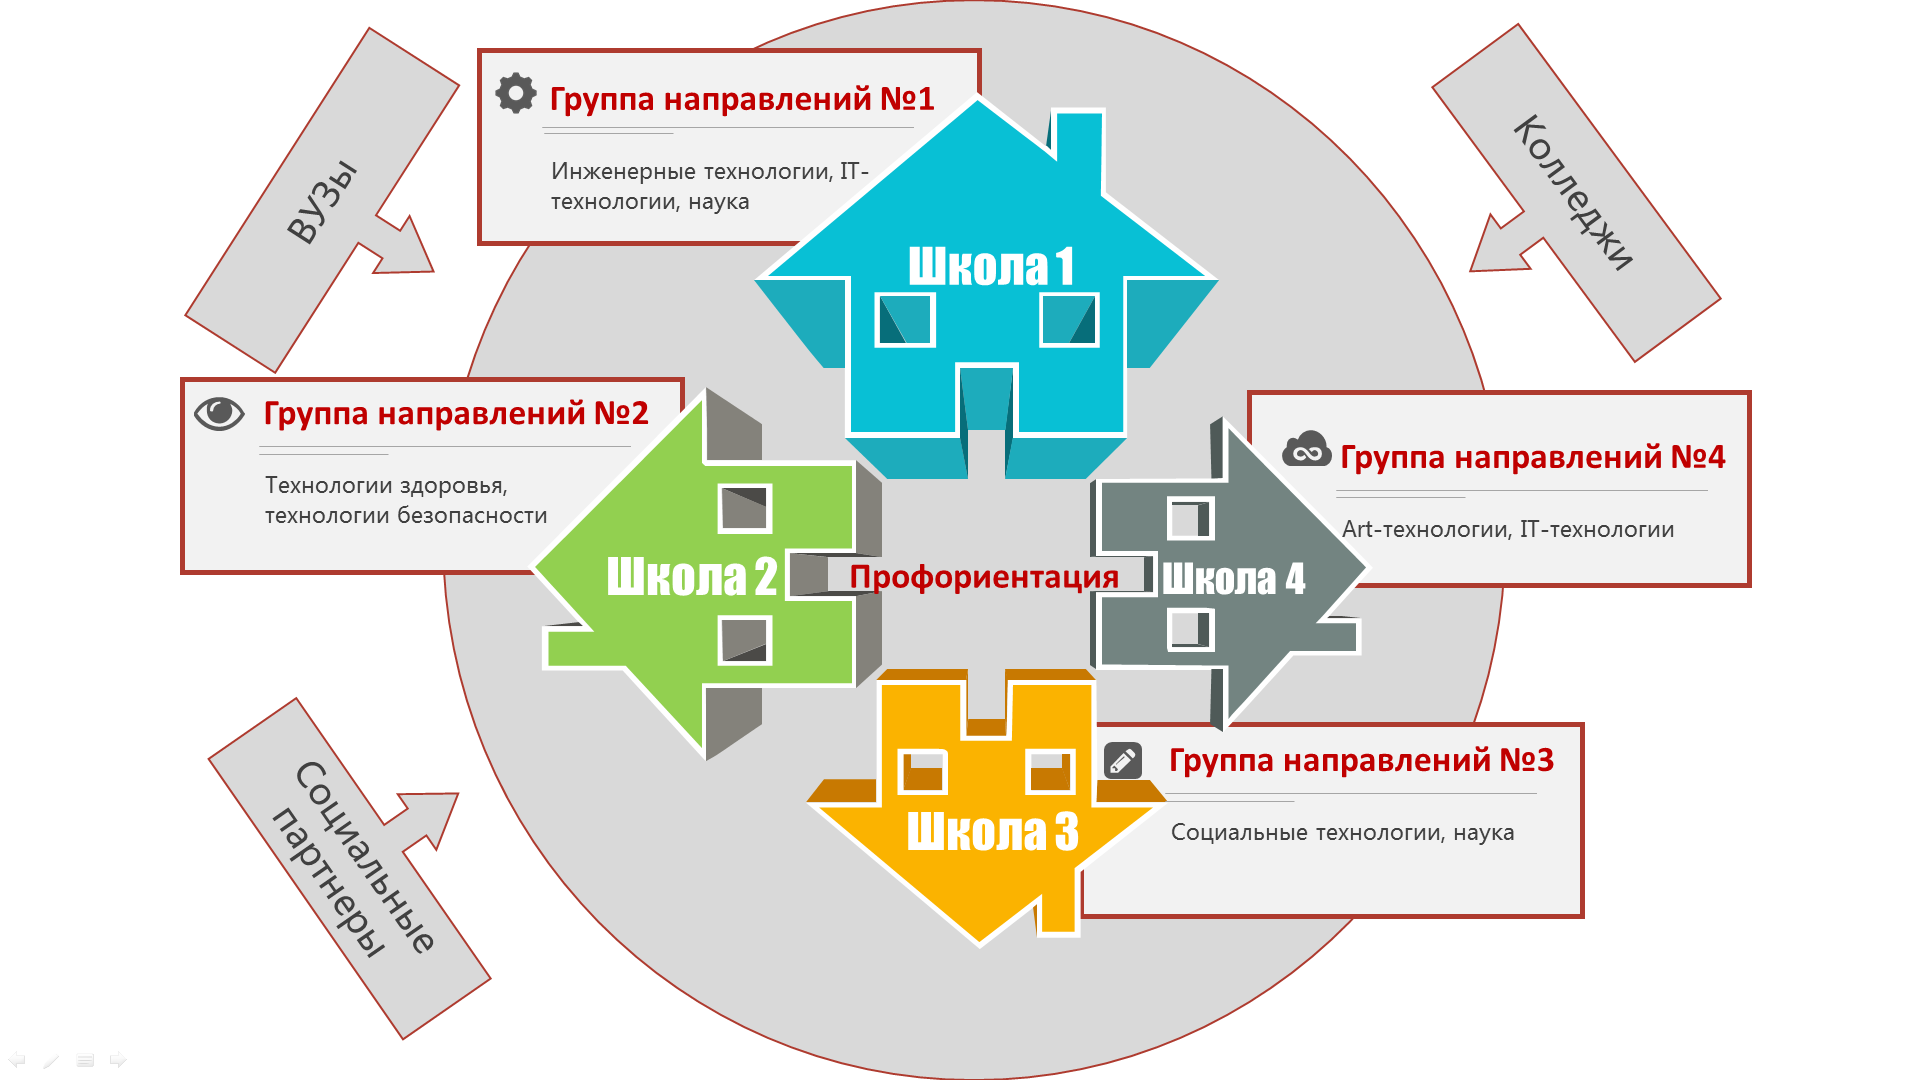 ВУЗы
Колледжи
Группа направлений №1
Инженерные технологии, IT-
технологии, наука
Школа 1
Группа направлений №2
Технологии здоровья,
технологии безопасности
Школа 2
Профориентация
Группа направлений №4
Art-технологии, IT-технологии
Школа 4
Группа направлений №3
Социальные технологии, наука
Школа 3
Социальные
партнеры